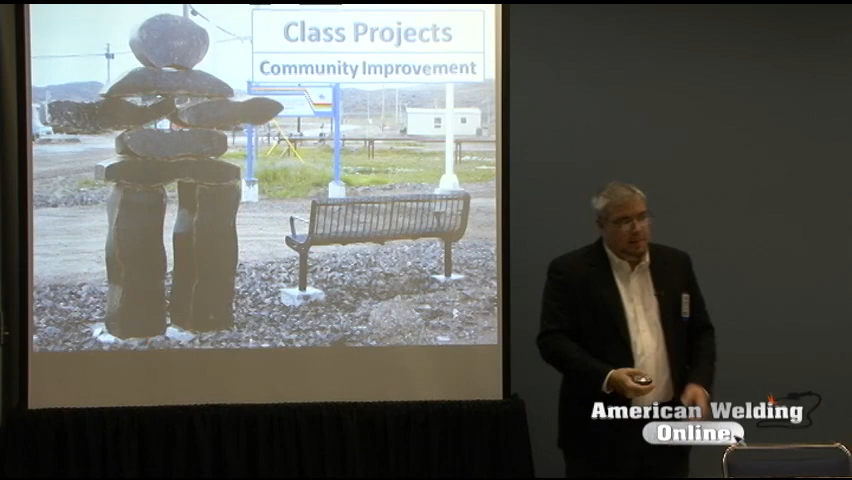 Class Projects
Community Improvement
American Welding
Online